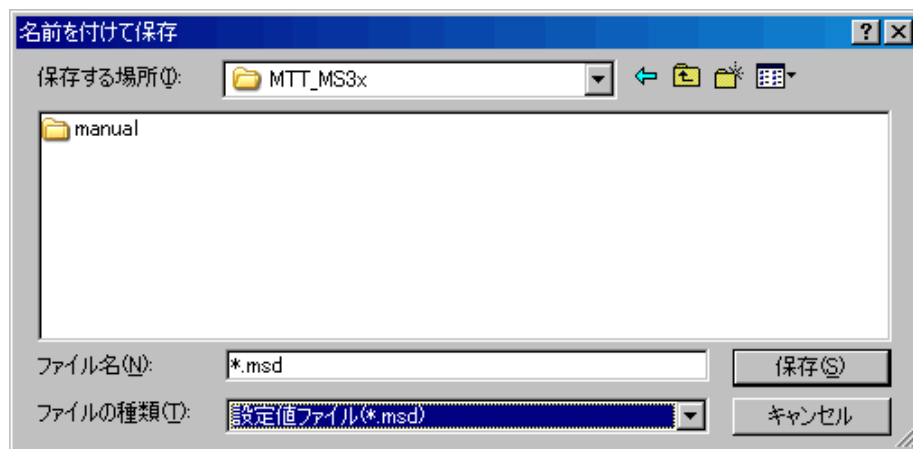 名前を付けて保存
保存する場所(I): MTT_MS3x
manual
ファイル名(N): *.msd 保存(S)
ファイルの種類(T): 設定値ファイル(*.msd) キャンセル